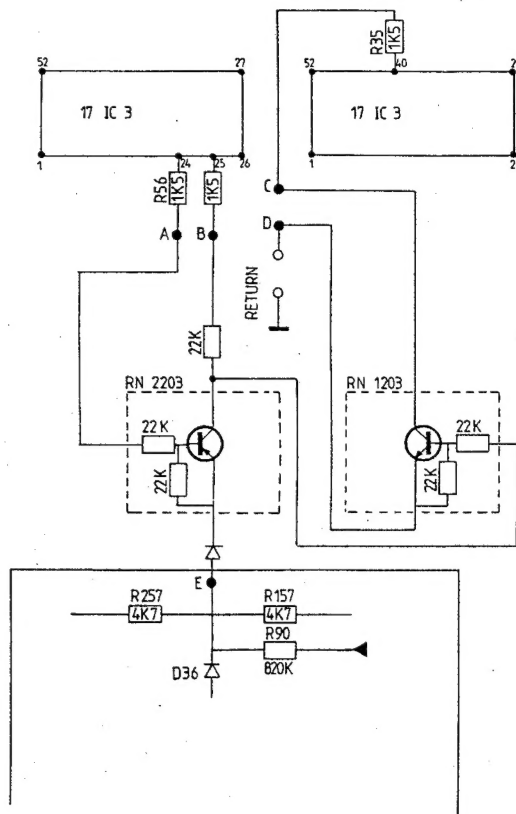 R35
1K5
52
27
52
40
2
17 IC 3
17 IC 3
1
24
25
26
1
2
R56
1K5
1K5
C
A
B
D
RETURN
22K
RN 2203
RN 1203
22K
22K
22K
22K
E
R257
R157
4K7
4K7
R90
D36
820K